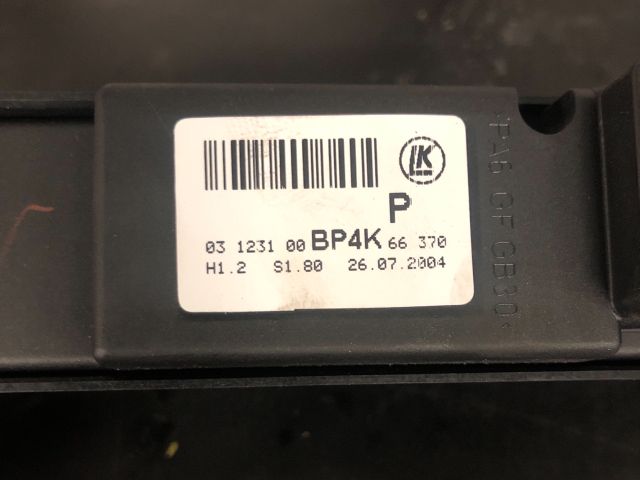 LK
P
03 1231 00 BP4K 66 370
H1.2 S1.80 26.07.2004
>PA6 GF GB30<